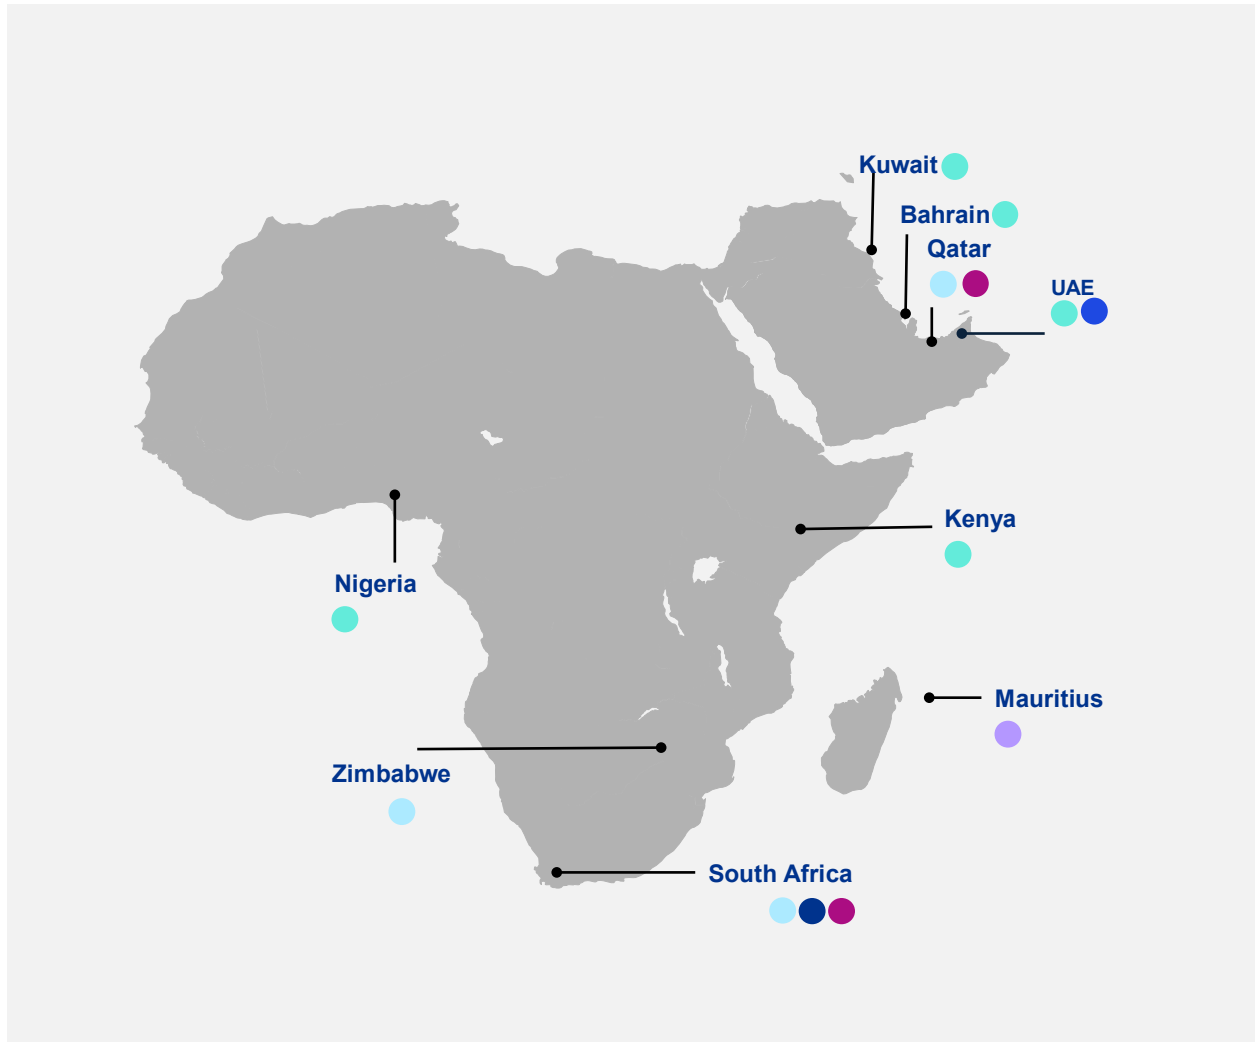 Kuwait
Bahrain
Qatar
UAE
Kenya
Nigeria
Mauritius
Zimbabwe
South Africa